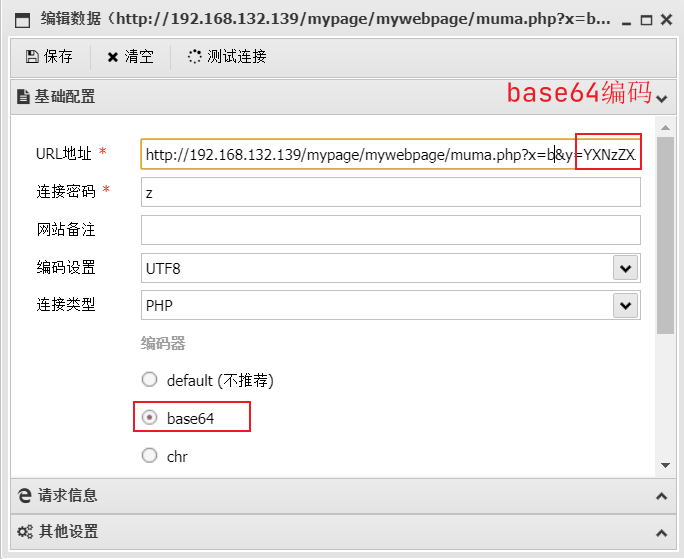 编辑数据（http://192.168.132.139/mypage/mywebpage/muma.php?x=b...
保存 清空 测试连接
基础配置
base64编码
URL地址 * http://192.168.132.139/mypage/mywebpage/muma.php?x=b&y=YXNzZX
连接密码 * z
网站备注
编码设置 UTF8
连接类型 PHP
编码器
default (不推荐)
base64
chr
请求信息
其他设置